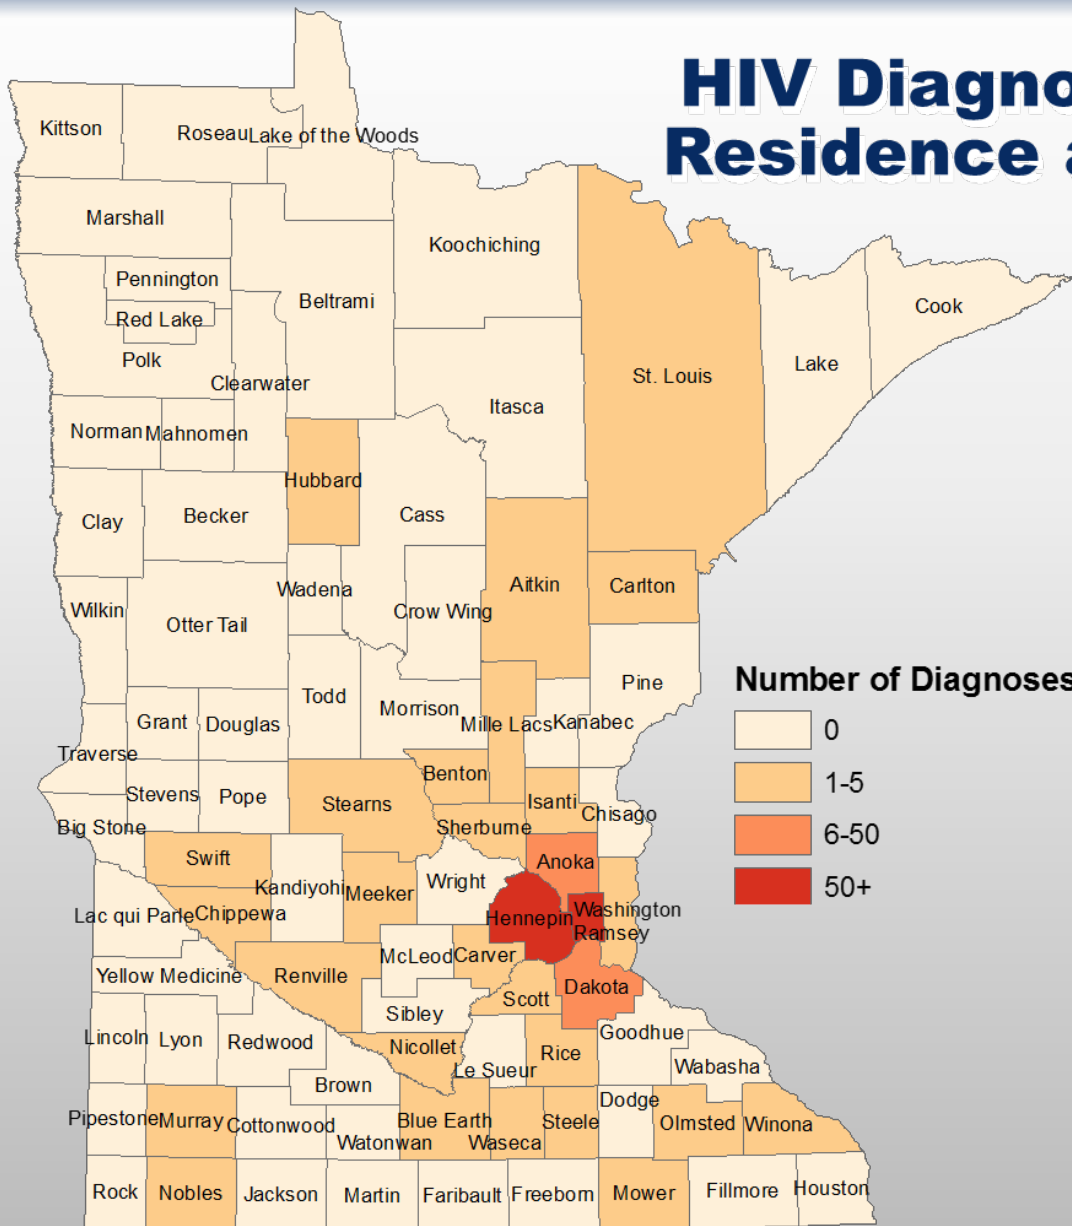 HIV Diagno
Residence a
Kittson
Roseau
Lake of the Woods
Marshall
Koochiching
Pennington
Beltrami
Red Lake
Cook
Polk
Lake
St. Louis
Clearwater
Itasca
Norman
Mahnomen
Hubbard
Cass
Becker
Clay
Aitkin
Carlton
Wadena
Wilkin
Crow Wing
Otter Tail
Number of Diagnoses
Pine
Todd
Morrison
Grant
Douglas
Mille Lacs
Kanabec
0
Traverse
Benton
1-5
Stevens
Pope
Stearns
Isanti
Chisago
Big Stone
Sherburne
6-50
Swift
Anoka
Kandiyohi
Meeker
Wright
50+
Lac qui Parle
Chippewa
Hennepin
Washington
Ramsey
McLeod
Carver
Yellow Medicine
Renville
Dakota
Scott
Sibley
Goodhue
Lincoln
Lyon
Redwood
Nicollet
Rice
Le Sueur
Wabasha
Brown
Dodge
Pipestone
Murray
Cottonwood
Blue Earth
Steele
Olmsted
Winona
Watonwan
Waseca
Rock
Nobles
Jackson
Martin
Faribault
Freeborn
Mower
Fillmore
Houston